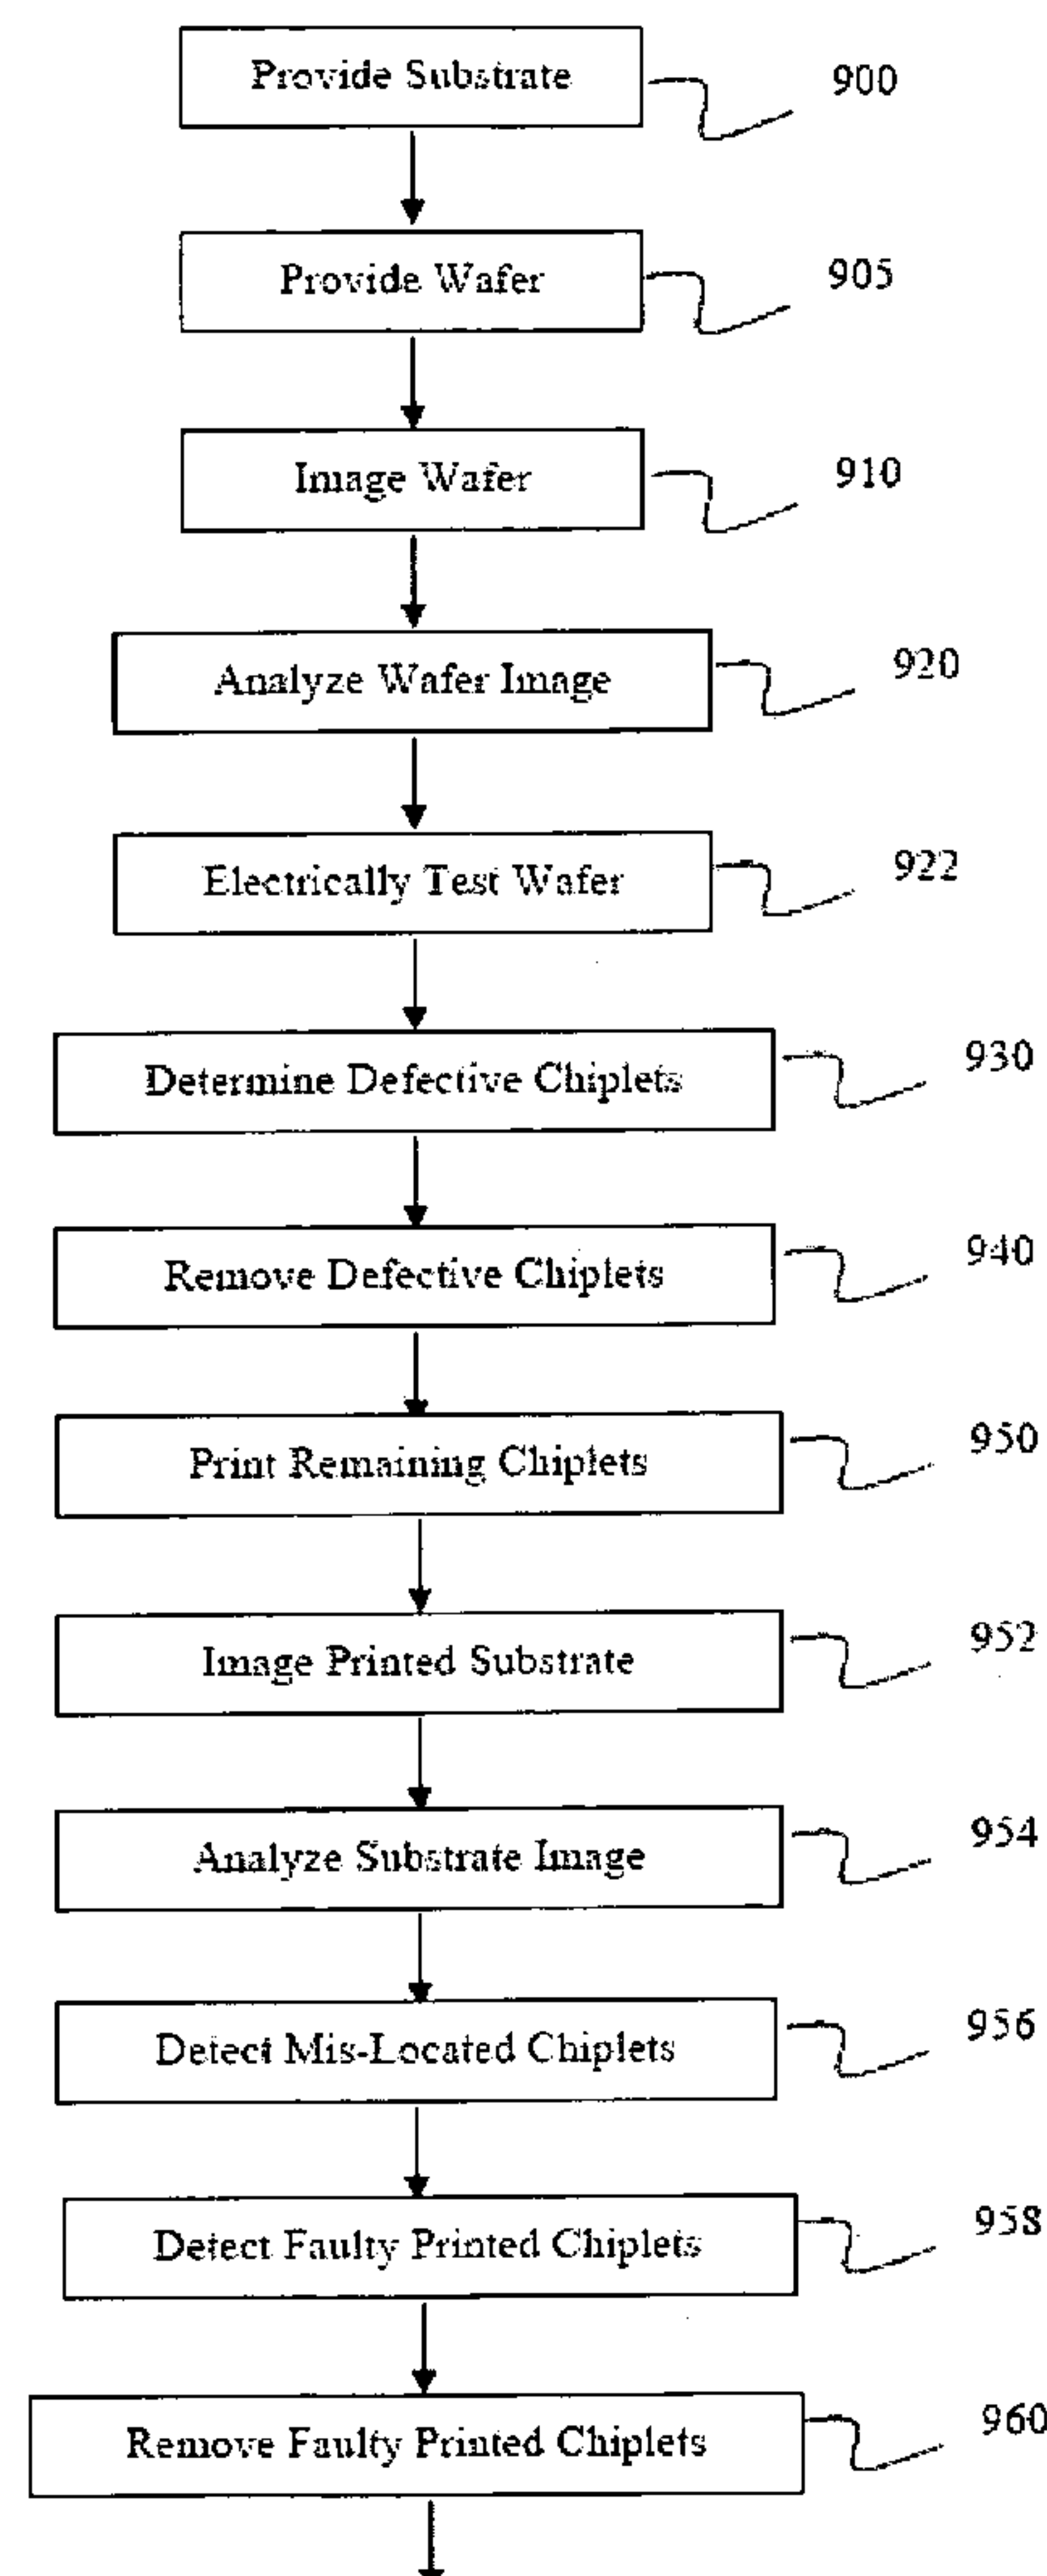 Provide Substrate 900
Provide Wafer 905
Image Wafer 910
Analyze Wafer Image 920
Electrically Test Wafer 922
Determine Defective Chiplets 930
Remove Defective Chiplets 940
Print Remaining Chiplets 950
Image Printed Substrate 952
Analyze Substrate Image 954
Detect Mis-Located Chiplets 956
Detect Faulty Printed Chiplets 958
Remove Faulty Printed Chiplets 960